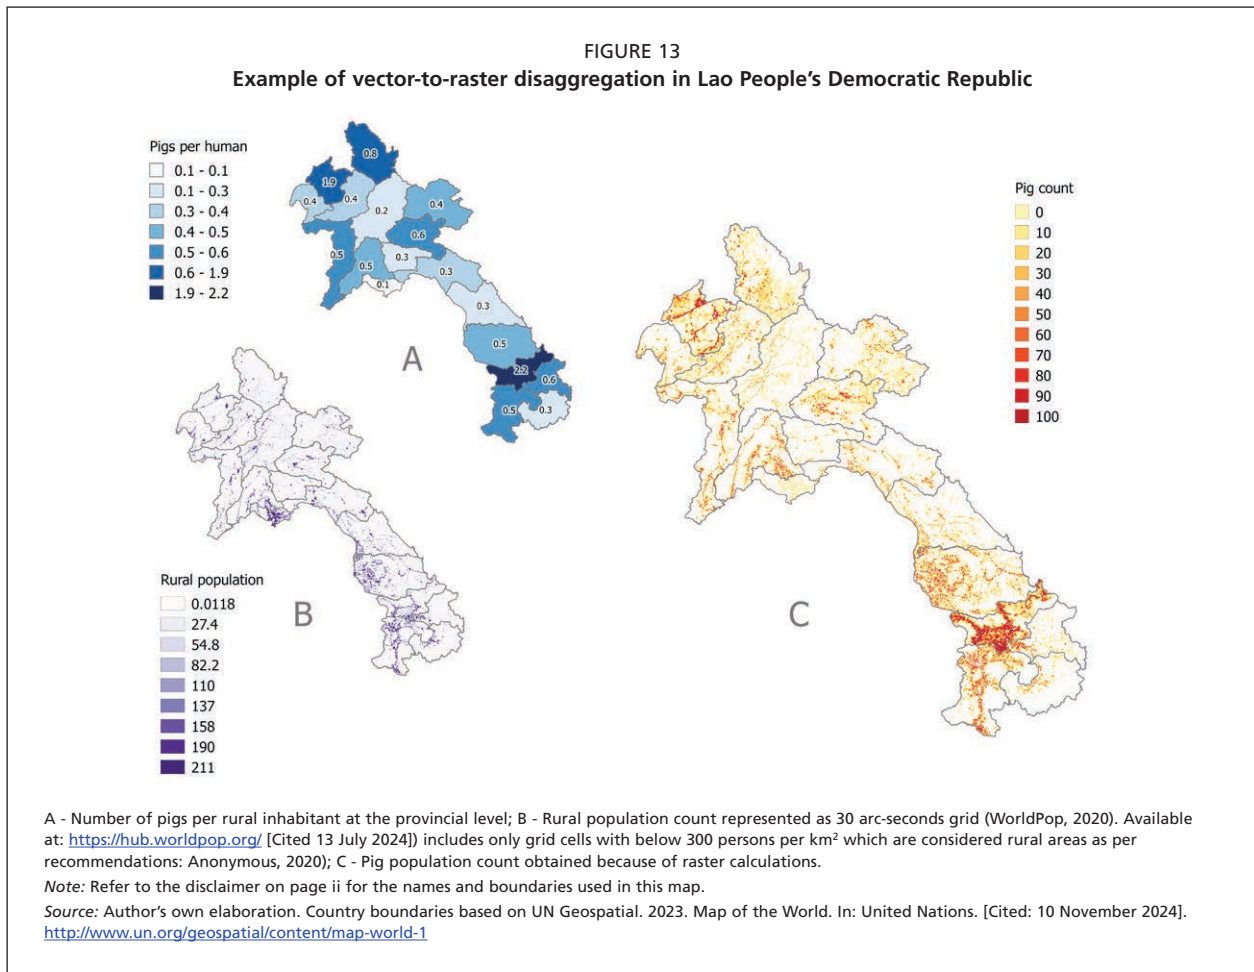 FIGURE 13
Example of vector-to-raster disaggregation in Lao People's Democratic Republic
Pigs per human
0.1 - 0.1
0.1 - 0.3
0.3 - 0.4
0.4 - 0.5
0.5 - 0.6
0.6 - 1.9
1.9 - 2.2
0.8
1.9
0.4
0.4
0.2
0.4
0.6
0.5
0.5
0.3
0.3
0.1
0.3
0.5
2.2
0.6
0.5
0.3
A
Pig count
0
10
20
30
40
50
60
70
80
90
100
Rural population
0.0118
27.4
54.8
82.2
110
137
158
190
211
B
C
A - Number of pigs per rural inhabitant at the provincial level; B - Rural population count represented as 30 arc-seconds grid (WorldPop, 2020). Available
at: https://hub.worldpop.org/ [Cited 13 July 2024]) includes only grid cells with below 300 persons per km² which are considered rural areas as per
recommendations: Anonymous, 2020); C - Pig population count obtained because of raster calculations.
Note: Refer to the disclaimer on page ii for the names and boundaries used in this map.
Source: Author's own elaboration. Country boundaries based on UN Geospatial. 2023. Map of the World. In: United Nations. [Cited: 10 November 2024].
http://www.un.org/geospatial/content/map-world-1